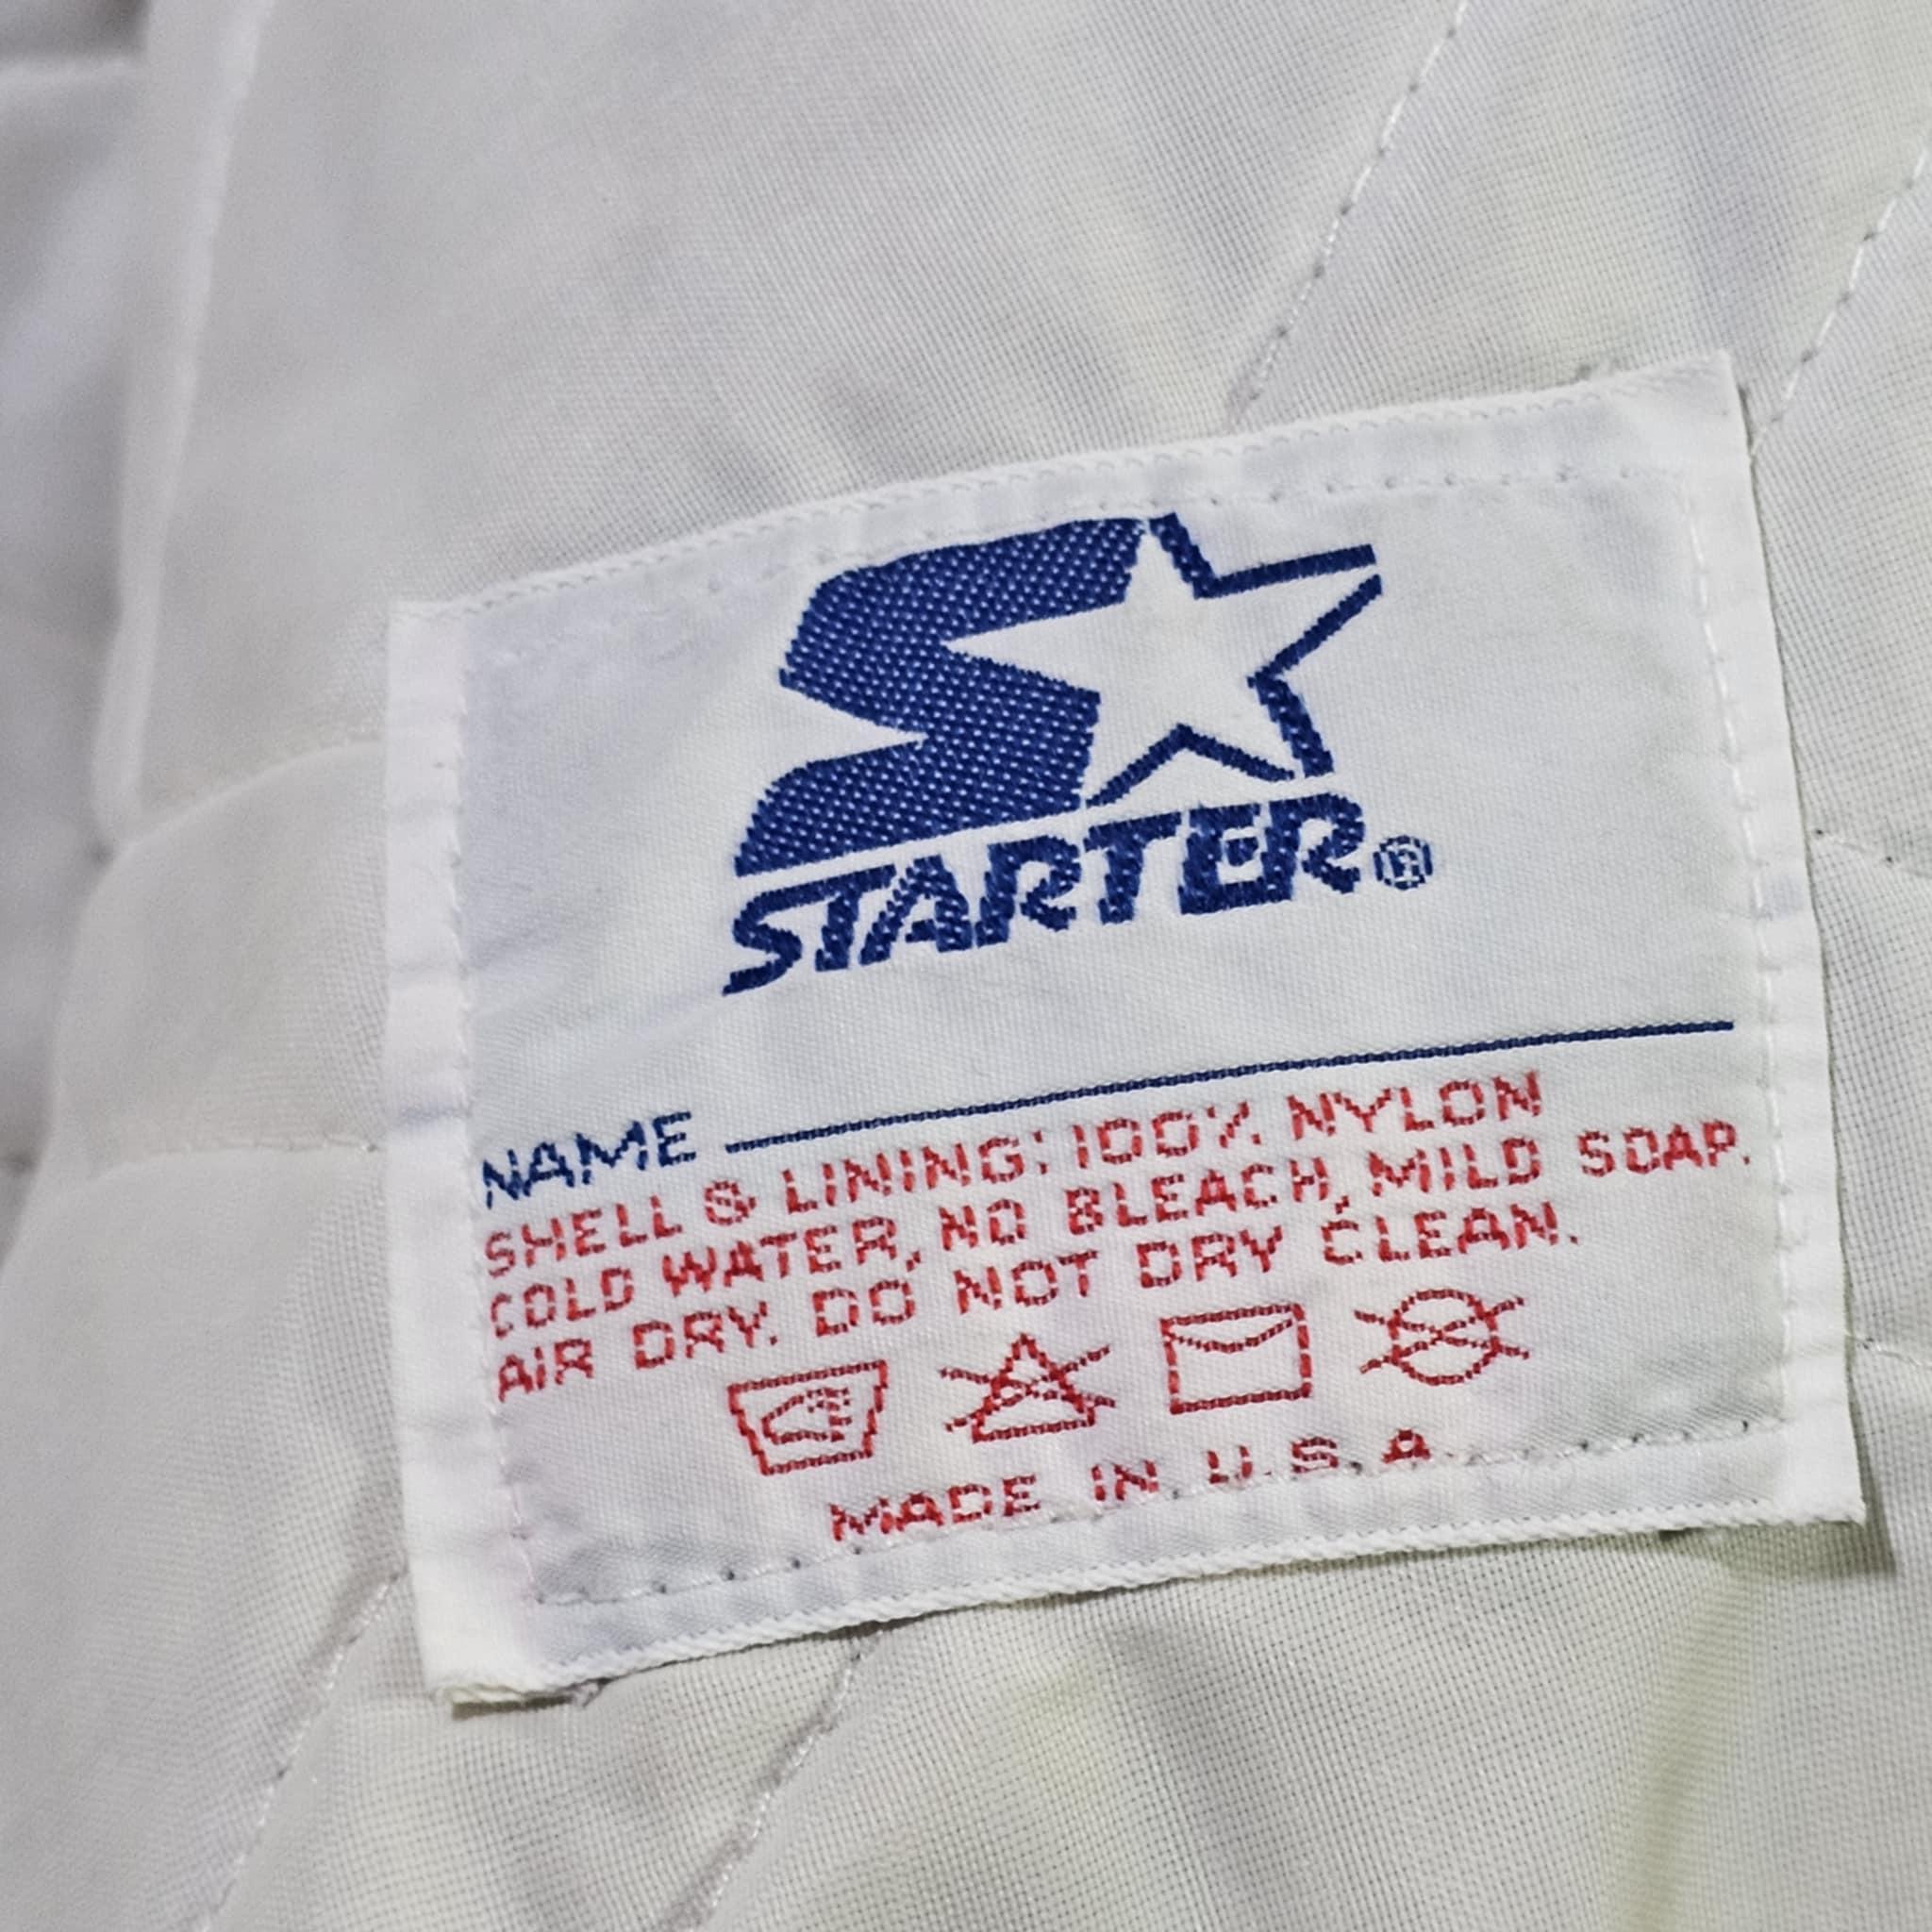 STARTER®
NAME
SHELL & LINING: 100% NYLON
COLD WATER, NO BLEACH, MILD SOAP.
AIR DRY. DO NOT DRY CLEAN.
MADE IN U.S.A.